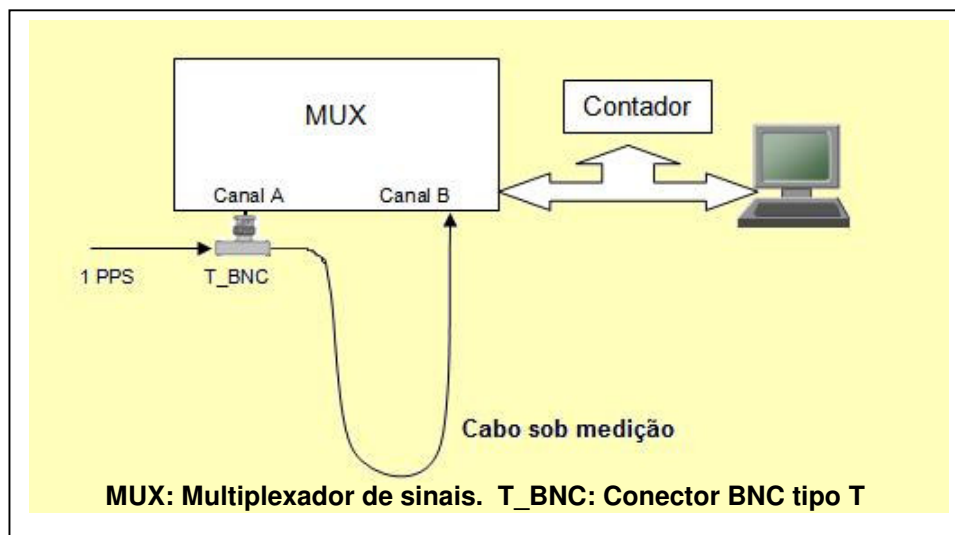 MUX
Contador
Canal A
Canal B
1 PPS
T_BNC
Cabo sob medição
MUX: Multiplexador de sinais. T_BNC: Conector BNC tipo T